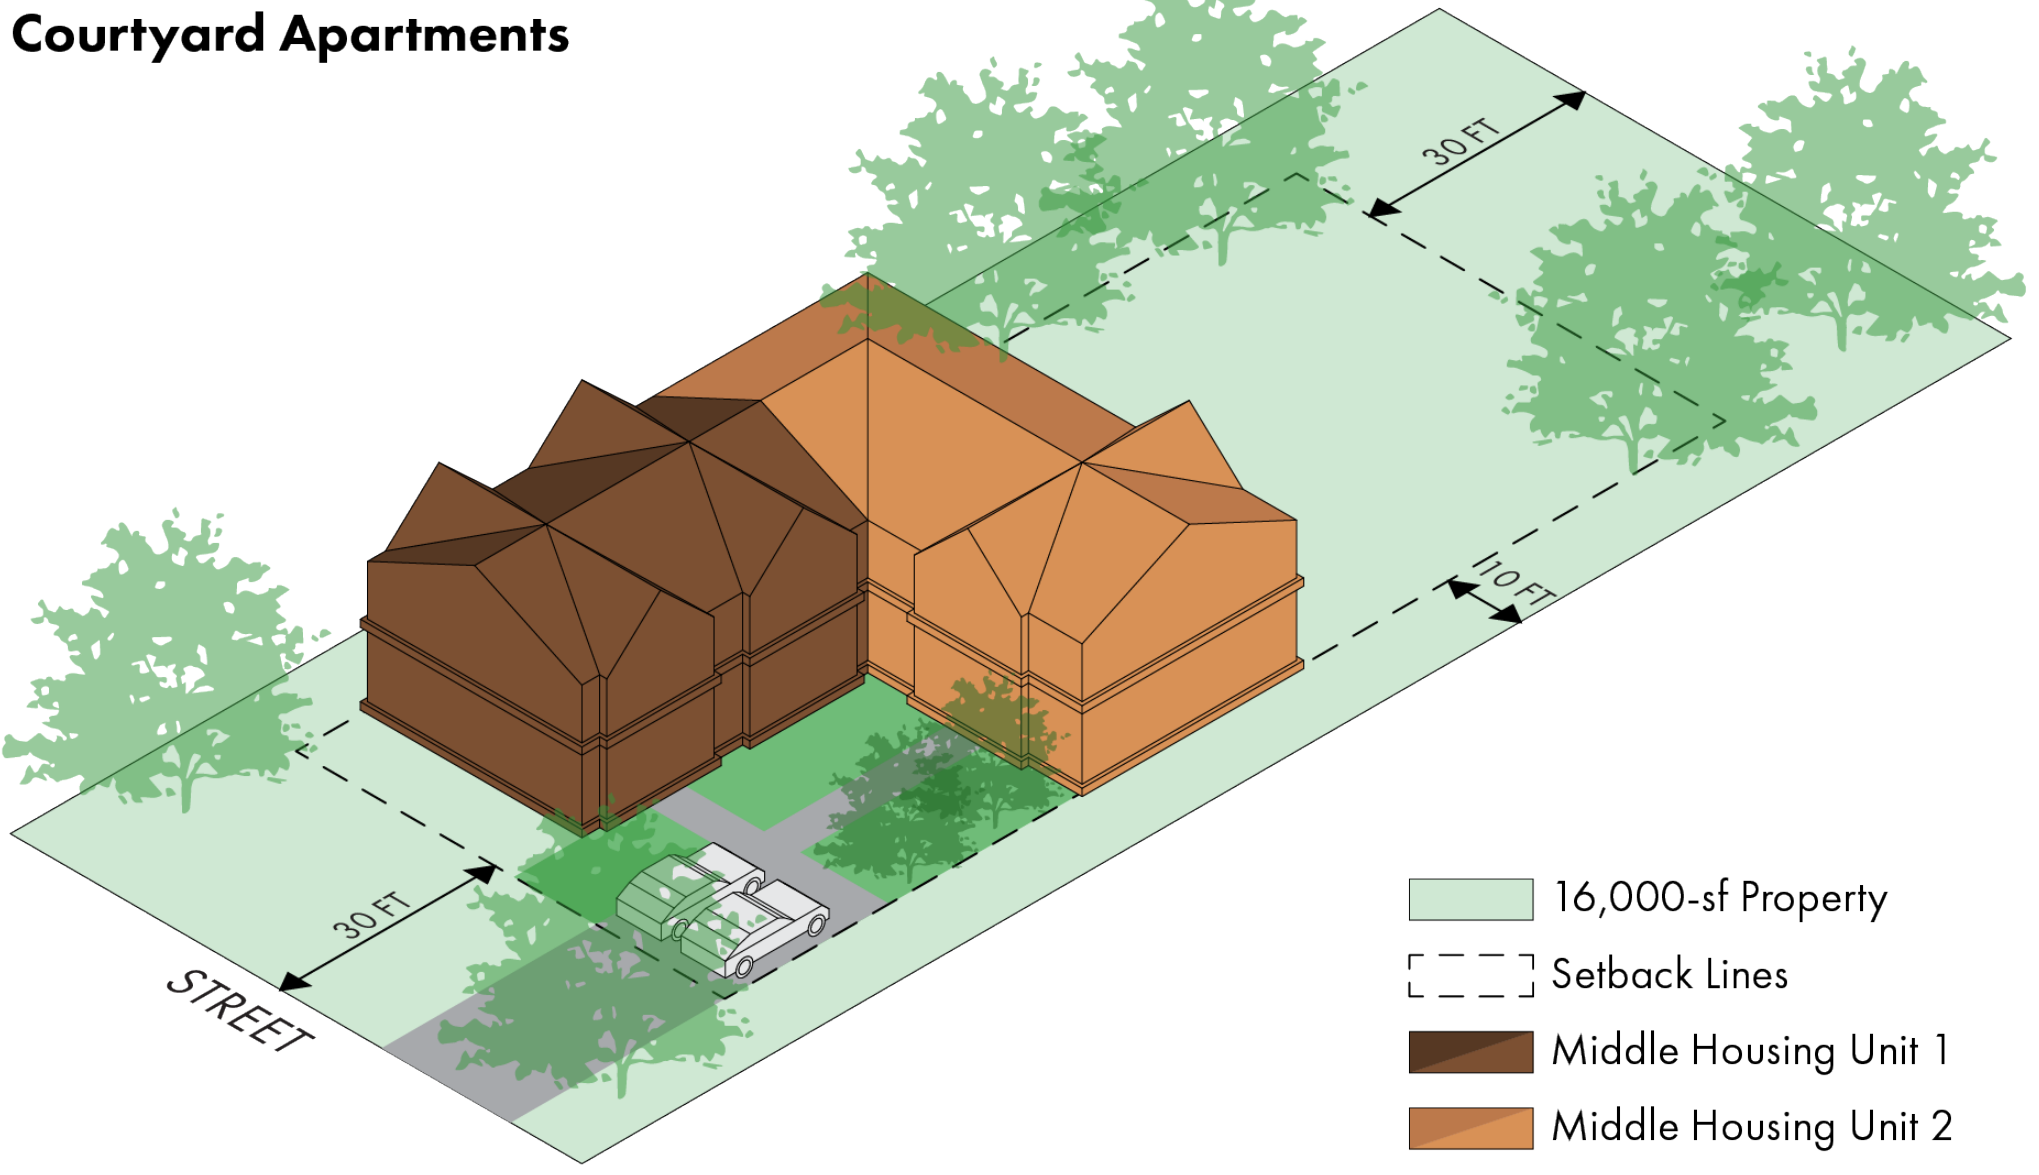 Courtyard Apartments
30 FT
10 FT
30 FT
STREET
16,000-sf Property
Setback Lines
Middle Housing Unit 1
Middle Housing Unit 2